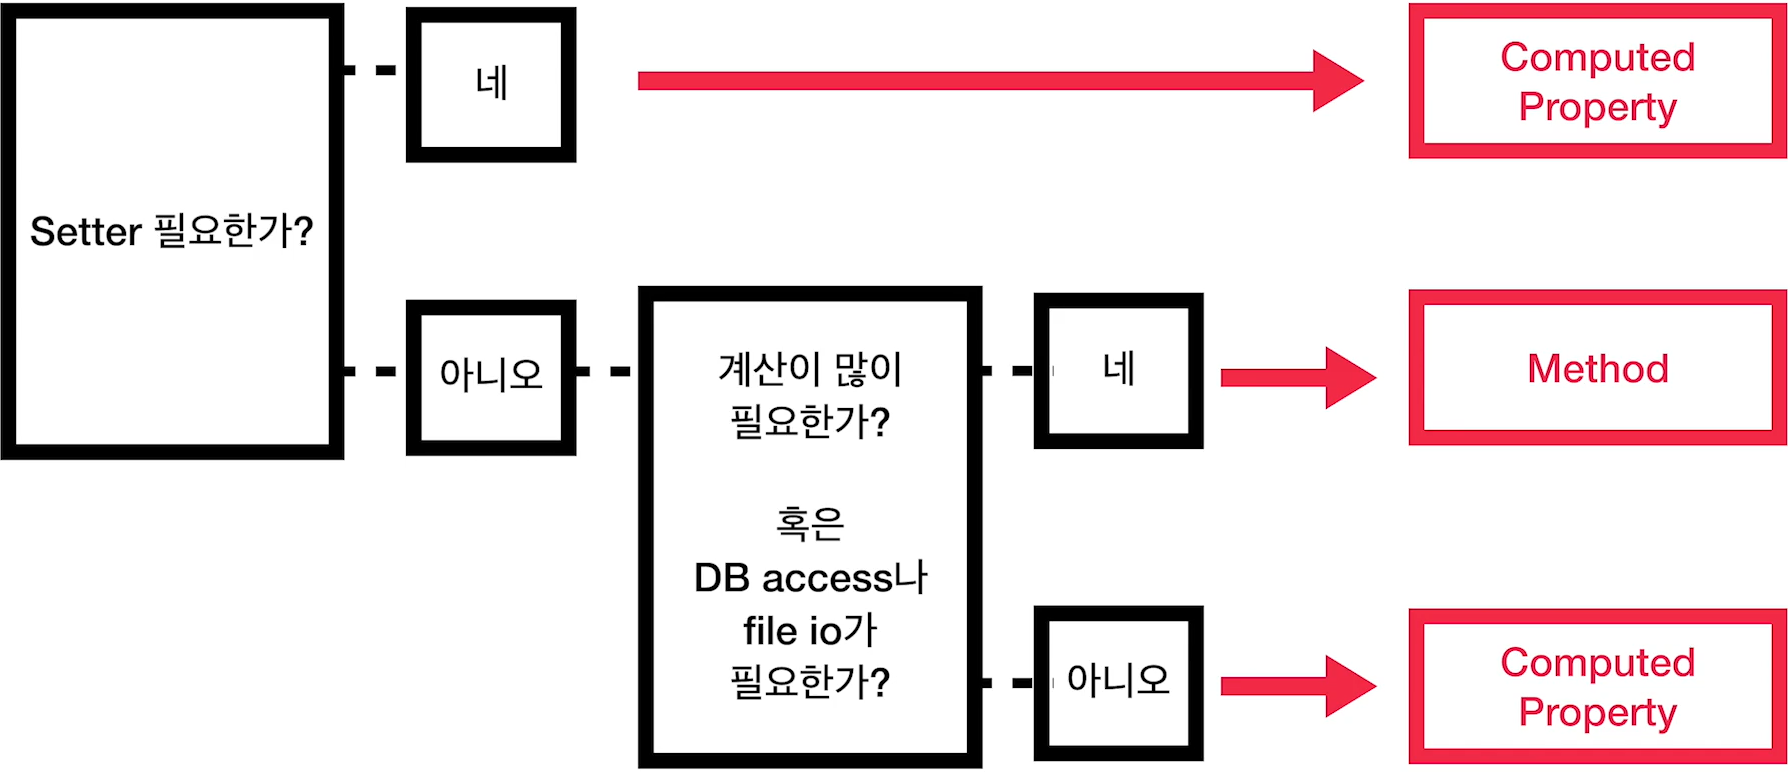 Setter 필요한가?
네
Computed
Property
아니오
계산이 많이
필요한가?
혹은
DB access나
file io가
필요한가?
네
Method
아니오
Computed
Property